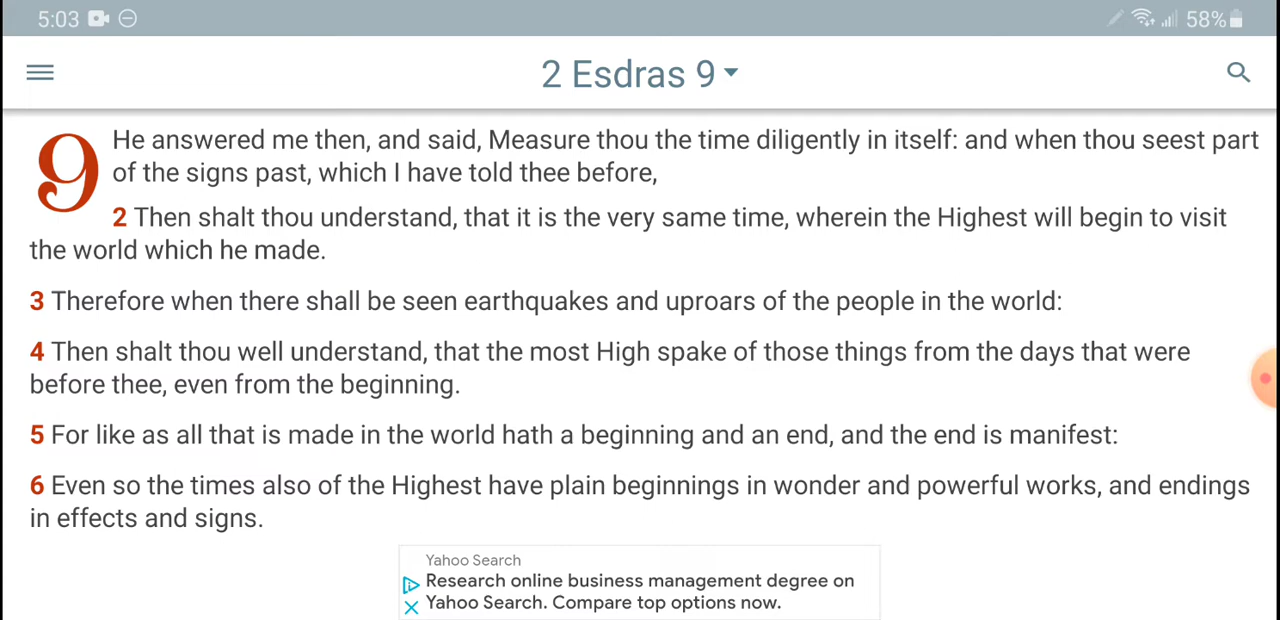 5:03 58%
2 Esdras 9
9 He answered me then, and said, Measure thou the time diligently in itself: and when thou seest part
of the signs past, which I have told thee before,
2 Then shalt thou understand, that it is the very same time, wherein the Highest will begin to visit
the world which he made.
3 Therefore when there shall be seen earthquakes and uproars of the people in the world:
4 Then shalt thou well understand, that the most High spake of those things from the days that were
before thee, even from the beginning.
5 For like as all that is made in the world hath a beginning and an end, and the end is manifest:
6 Even so the times also of the Highest have plain beginnings in wonder and powerful works, and endings
in effects and signs.
Yahoo Search
Research online business management degree on
Yahoo Search. Compare top options now.